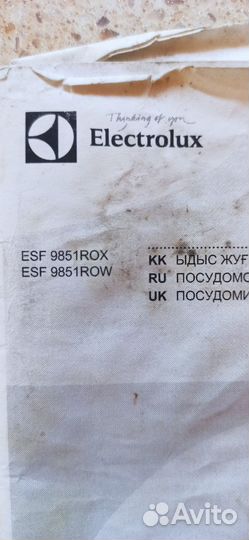 Thinking of you
Electrolux
ESF 9851ROX
ESF 9851ROW
KK ЫДЫС ЖУҒ
RU ПОСУДОМО
UK ПОСУДОМИ
Avito